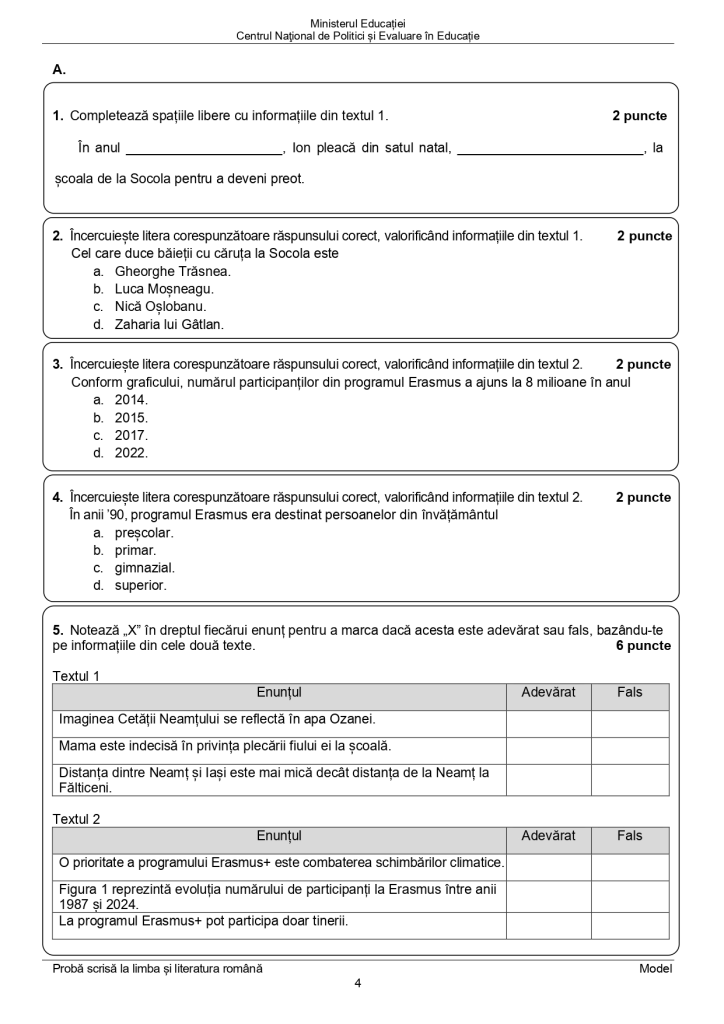 Ministerul Educației
Centrul Naţional de Politici și Evaluare în Educație
A.
1. Completează spațiile libere cu informațiile din textul 1. 2 puncte
În anul ____________________, Ion pleacă din satul natal, ________________________, la
școala de la Socola pentru a deveni preot.
2. Încercuiește litera corespunzătoare răspunsului corect, valorificând informațiile din textul 1. 2 puncte
Cel care duce băieții cu căruța la Socola este
a. Gheorghe Trăsnea.
b. Luca Moșneagu.
c. Nică Oșlobanu.
d. Zaharia lui Gâtlan.
3. Încercuiește litera corespunzătoare răspunsului corect, valorificând informațiile din textul 2. 2 puncte
Conform graficului, numărul participanților din programul Erasmus a ajuns la 8 milioane în anul
a. 2014.
b. 2015.
c. 2017.
d. 2022.
4. Încercuiește litera corespunzătoare răspunsului corect, valorificând informațiile din textul 2. 2 puncte
În anii ’90, programul Erasmus era destinat persoanelor din învățământul
a. preșcolar.
b. primar.
c. gimnazial.
d. superior.
5. Notează „X” în dreptul fiecărui enunț pentru a marca dacă acesta este adevărat sau fals, bazându-te
pe informațiile din cele două texte. 6 puncte
Textul 1
Enunțul Adevărat Fals
Imaginea Cetății Neamțului se reflectă în apa Ozanei.
Mama este indecisă în privința plecării fiului ei la școală.
Distanța dintre Neamț și Iași este mai mică decât distanța de la Neamț la
Fălticeni.
Textul 2
Enunțul Adevărat Fals
O prioritate a programului Erasmus+ este combaterea schimbărilor climatice.
Figura 1 reprezintă evoluția numărului de participanți la Erasmus între anii
1987 și 2024.
La programul Erasmus+ pot participa doar tinerii.
Probă scrisă la limba și literatura română Model
4